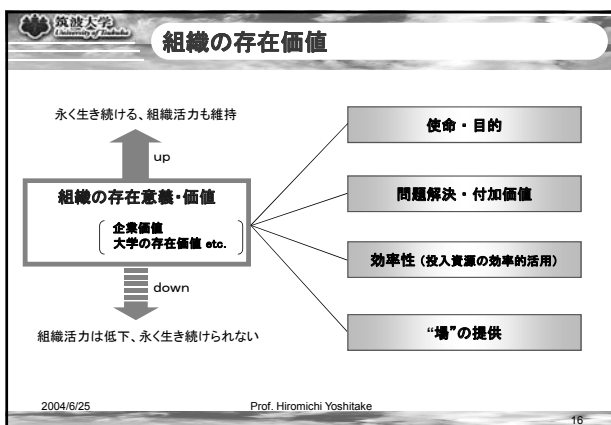 筑波大学
University of Tsukuba
組織の存在価値
永く生き続ける、組織活力も維持
up
組織の存在意義・価値
企業価値
大学の存在価値 etc.
down
組織活力は低下、永く生き続けられない
使命・目的
問題解決・付加価値
効率性（投入資源の効率的活用）
“場”の提供
2004/6/25
Prof. Hiromichi Yoshitake
16